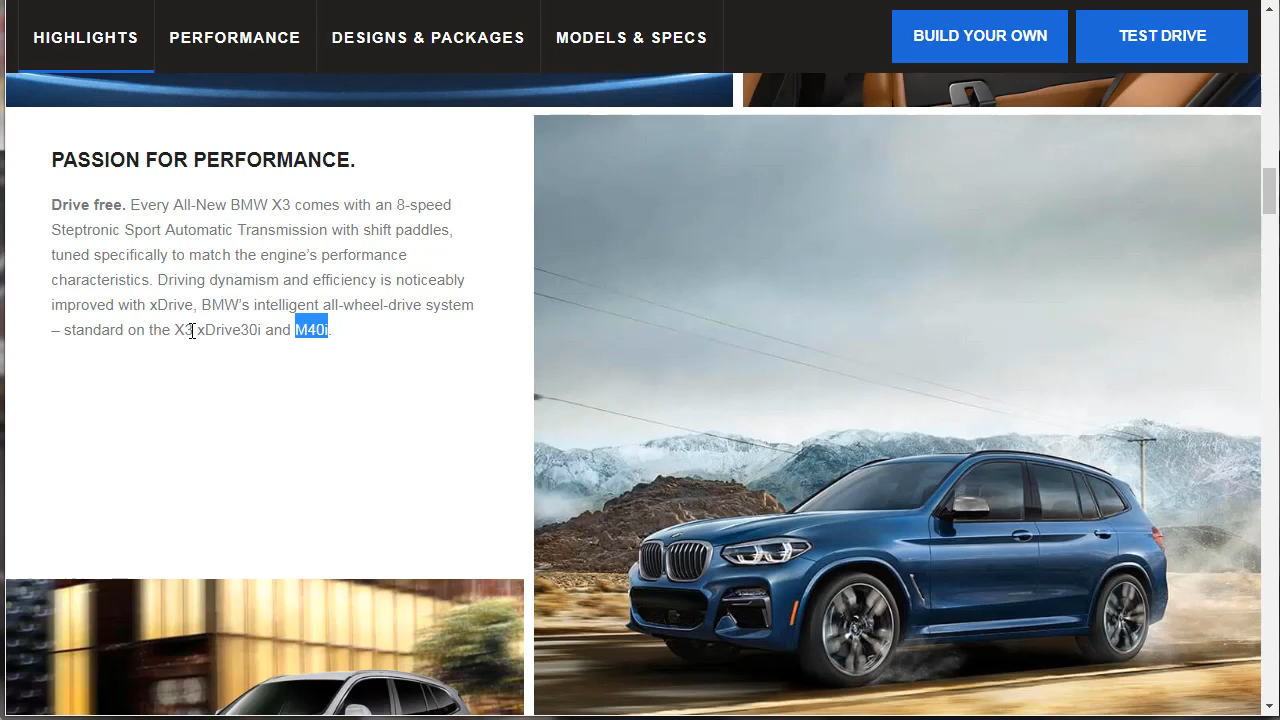 HIGHLIGHTS PERFORMANCE DESIGNS & PACKAGES MODELS & SPECS BUILD YOUR OWN TEST DRIVE
PASSION FOR PERFORMANCE.
Drive free. Every All-New BMW X3 comes with an 8-speed
Steptronic Sport Automatic Transmission with shift paddles,
tuned specifically to match the engine's performance
characteristics. Driving dynamism and efficiency is noticeably
improved with xDrive, BMW's intelligent all-wheel-drive system
– standard on the X3 xDrive30i and M40i.